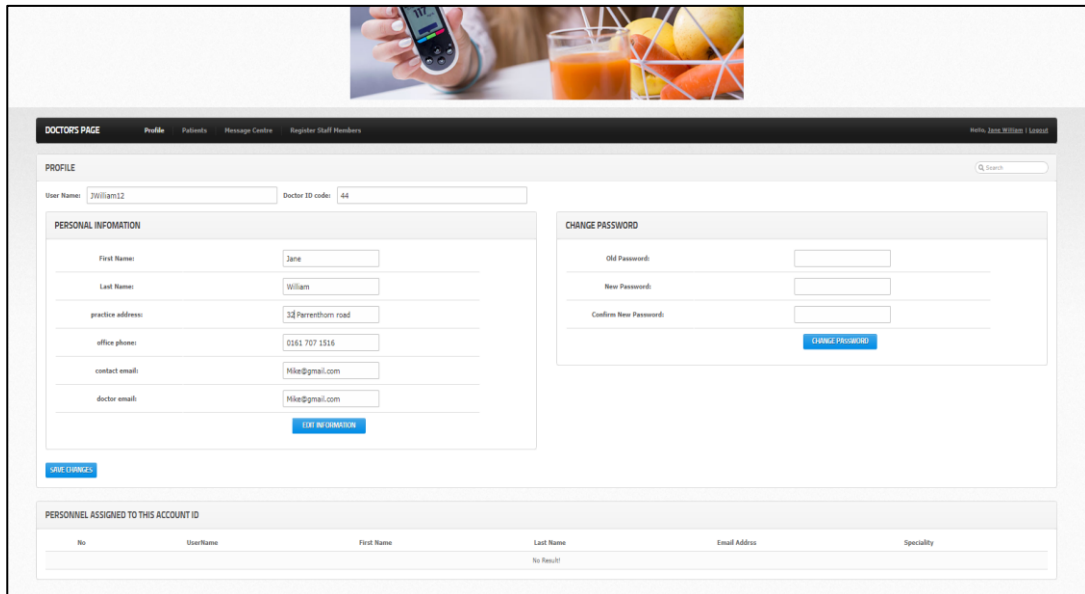 117
DOCTOR'S PAGE Profile Patients Message Centre Register Staff Members Hello, Jane William | Logout
PROFILE Search
User Name: JWilliam12 Doctor ID code: 44
PERSONAL INFOMATION CHANGE PASSWORD
First Name: Jane Old Password:
Last Name: William New Password:
practice address: 32 Parrenthorn road Confirm New Password:
office phone: 0161 707 1516 CHANGE PASSWORD
contact email: Mike@gmail.com
doctor email: Mike@gmail.com
EDIT INFORMATION
SAVE CHANGES
PERSONNEL ASSIGNED TO THIS ACCOUNT ID
No UserName First Name Last Name Email Addrss Speciality
No Result!